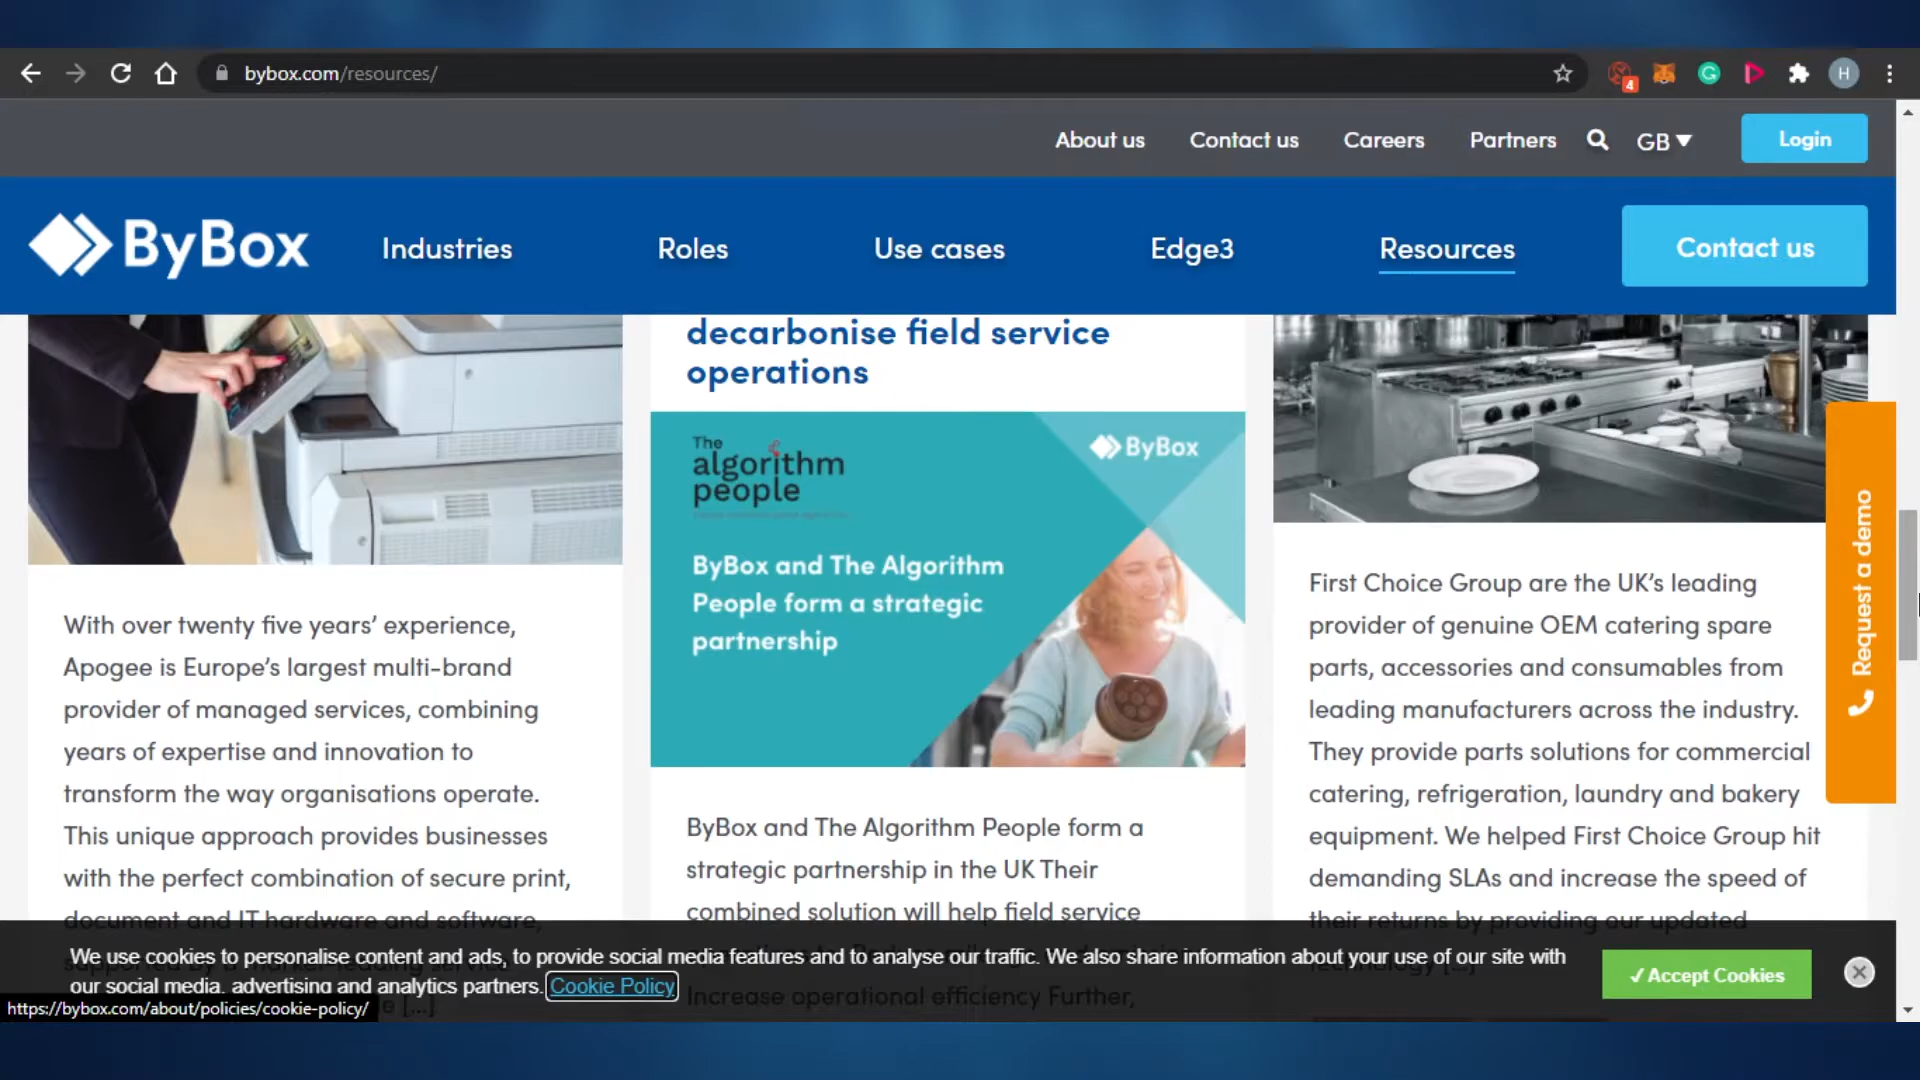 bybox.com/resources/
4
H
About us
Contact us
Careers
Partners
GB
Login
ByBox
Industries
Roles
Use cases
Edge3
Resources
Contact us
With over twenty five years' experience,
Apogee is Europe's largest multi-brand
provider of managed services, combining
years of expertise and innovation to
transform the way organisations operate.
This unique approach provides businesses
with the perfect combination of secure print,
document and IT hardware and software,
decarbonise field service
operations
The
algorithm
people
ByBox
ByBox and The Algorithm
People form a strategic
partnership
ByBox and The Algorithm People form a
strategic partnership in the UK Their
combined solution will help field service
Increase operational efficiency Further,
First Choice Group are the UK's leading
provider of genuine OEM catering spare
parts, accessories and consumables from
leading manufacturers across the industry.
They provide parts solutions for commercial
catering, refrigeration, laundry and bakery
equipment. We helped First Choice Group hit
demanding SLAs and increase the speed of
their returns by providing our updated
Request a demo
We use cookies to personalise content and ads, to provide social media features and to analyse our traffic. We also share information about your use of our site with
our social media, advertising and analytics partners. Cookie Policy
✓Accept Cookies
https://bybox.com/about/policies/cookie-policy/